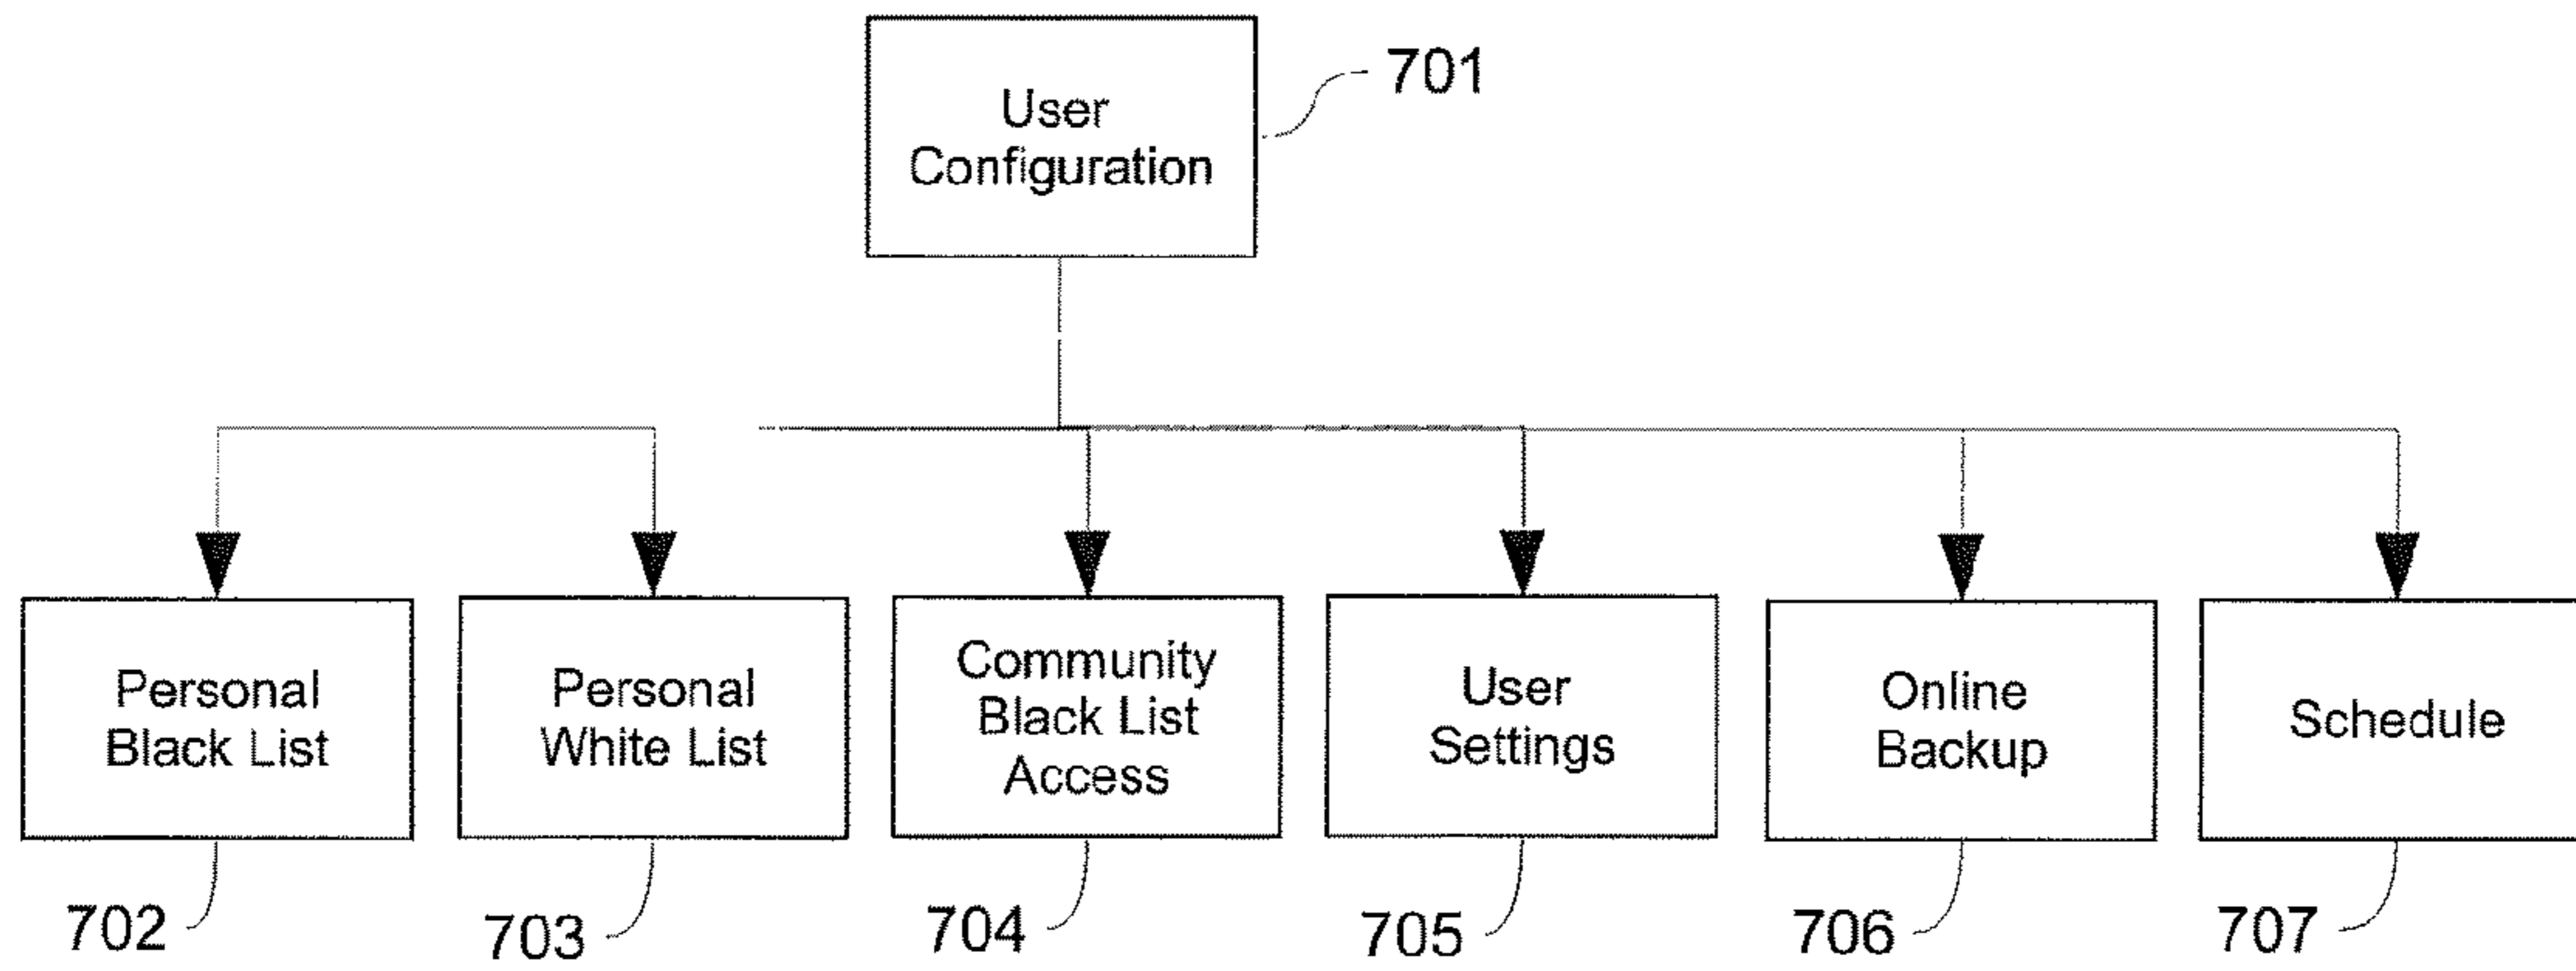 User
Configuration
701
Personal
Black List
Personal
White List
Community
Black List
Access
User
Settings
Online
Backup
Schedule
702
703
704
705
706
707